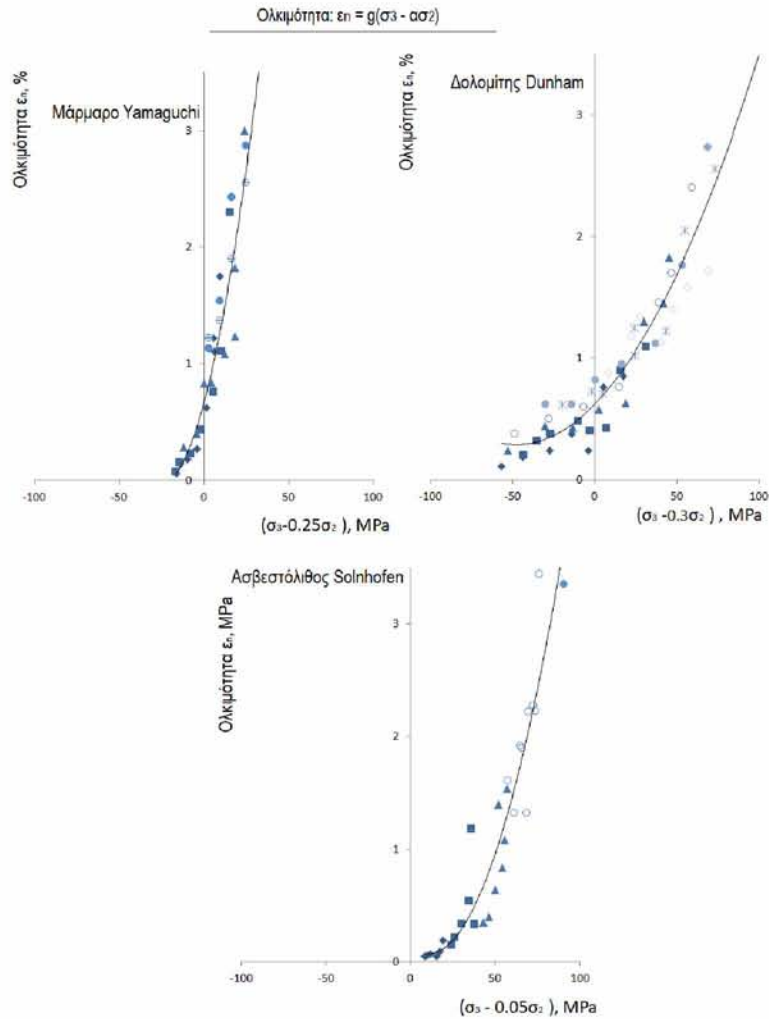 Ολκιμότητα: εn = g(σ3 - ασ2)
Ολκιμότητα εn, %
Μάρμαρο Yamaguchi
3
2
1
0
-100
-50
0
50
100
(σ3-0.25σ2 ), MPa
Ολκιμότητα εn, %
Δολομίτης Dunham
3
2
1
0
-100
-50
0
50
100
(σ3 -0.3σ2 ) , MPa
Ασβεστόλιθος Solnhofen
Ολκιμότητα εn, MPa
3
2
1
0
-100
-50
0
50
100
(σ3 - 0.05σ2 ), MPa